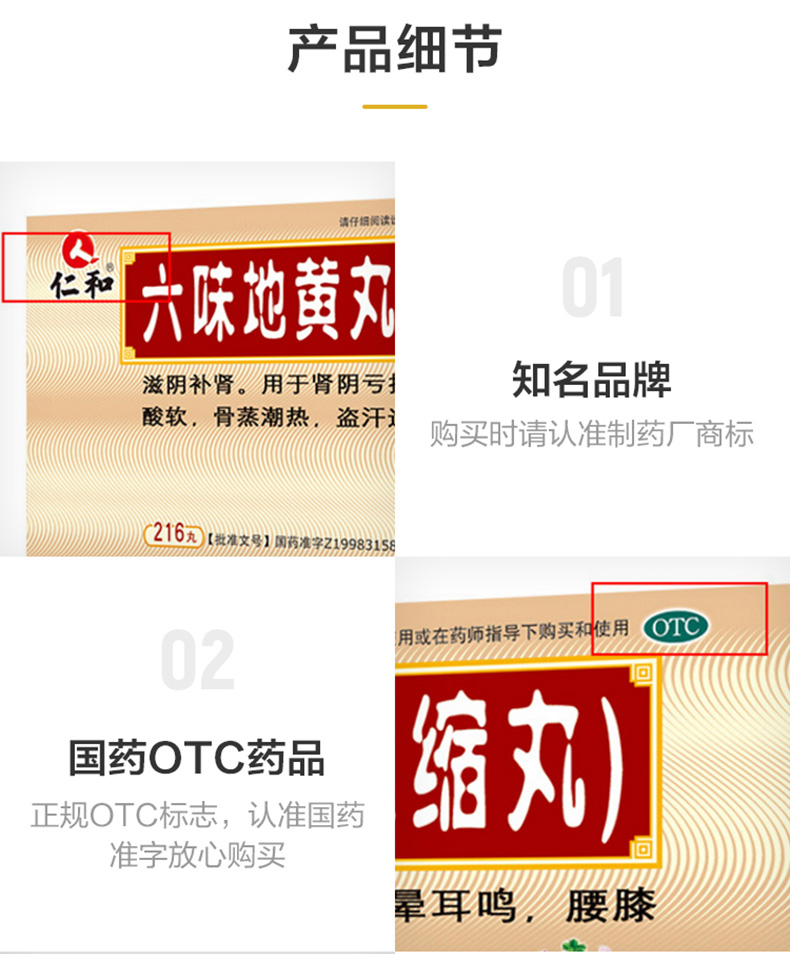 产品细节
请仔细阅读
仁和®
六味地黄丸
滋阴补肾。用于肾阴亏
酸软，骨蒸潮热，盗汗
216丸【批准文号】国药准字Z1998315
01
知名品牌
购买时请认准制药厂商标
02
国药OTC药品
正规OTC标志，认准国药
准字放心购买
用或在药师指导下购买和使用 OTC
缩丸)
晕耳鸣，腰膝